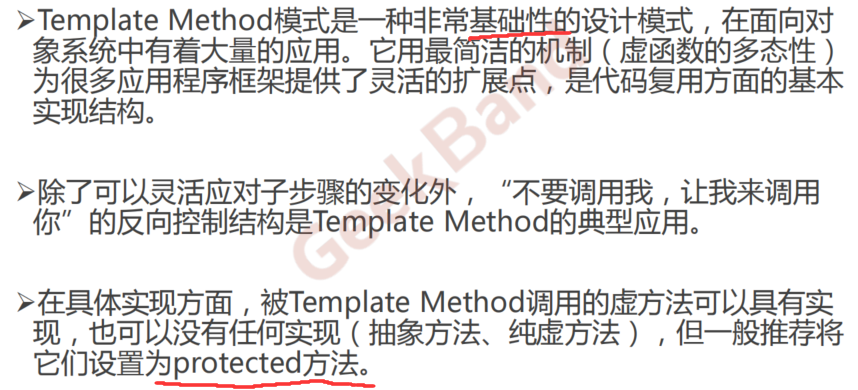 ➢Template Method模式是一种非常基础性的设计模式，在面向对
象系统中有着大量的应用。它用最简洁的机制（虚函数的多态性）
为很多应用程序框架提供了灵活的扩展点，是代码复用方面的基本
实现结构。
➢除了可以灵活应对子步骤的变化外，“不要调用我，让我来调用
你”的反向控制结构是Template Method的典型应用。
➢在具体实现方面，被Template Method调用的虚方法可以具有实
现，也可以没有任何实现（抽象方法、纯虚方法），但一般推荐将
它们设置为protected方法。
GeekBand